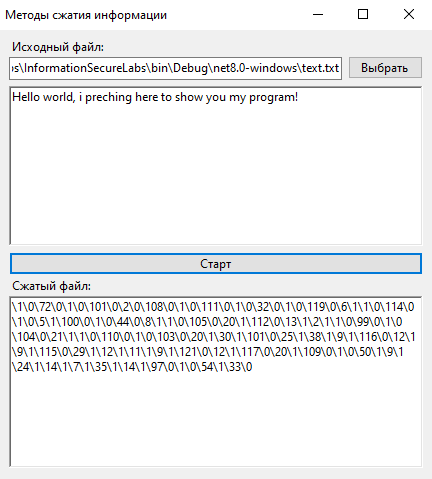 Методы сжатия информации
Исходный файл:
ɔs\InformationSecureLabs\bin\Debug\net8.0-windows\text.txt
Выбрать
Hello world, i preching here to show you my program!
Старт
Сжатый файл:
\1\0\72\0\1\0\101\0\2\0\108\0\1\0\111\0\1\0\32\0\1\0\119\0\6\1\1\0\114\0
\1\0\5\1\100\0\1\0\44\0\8\1\1\0\105\0\20\1\112\0\13\1\2\1\1\0\99\0\1\0
\104\0\21\1\1\0\110\0\1\0\103\0\20\1\30\1\101\0\25\1\38\1\9\1\116\0\12\1
\9\1\115\0\29\1\12\1\11\1\9\1\121\0\12\1\117\0\20\1\109\0\1\0\50\1\9\1
\24\1\14\1\7\1\35\1\14\1\97\0\1\0\54\1\33\0